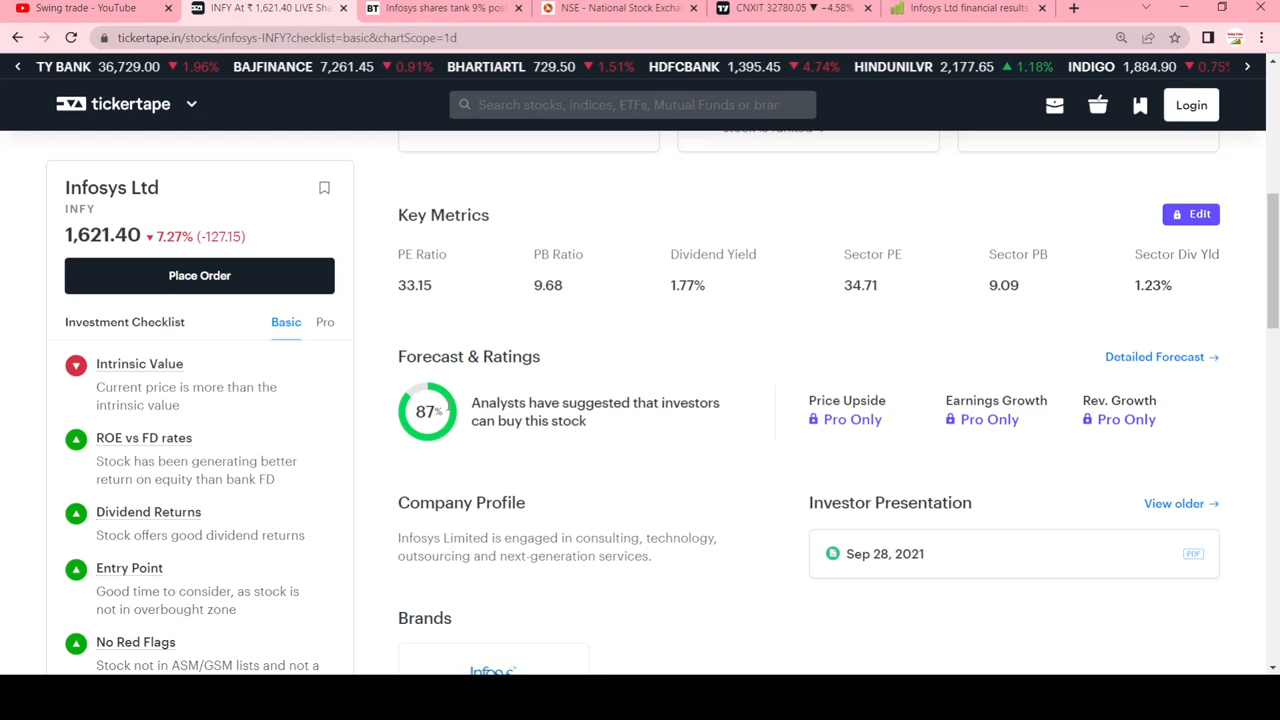 Swing trade - YouTube
INFY At ₹ 1,621.40 LIVE Sha
Infosys shares tank 9% post
NSE - National Stock Excha
CNXIT 32780.05 ▼ −4.58%
Infosys Ltd financial results
tickertape.in/stocks/infosys-INFY?checklist=basic&chartScope=1d
TY BANK 36,729.00 ▼ 1.96% BAJFINANCE 7,261.45 ▼ 0.91% BHARTIARTL 729.50 ▼ 1.51% HDFCBANK 1,395.45 ▼ 4.74% HINDUNILVR 2,177.65 ▲ 1.18% INDIGO 1,884.90 ▼ 0.75%
tickertape
Search stocks, indices, ETFs, Mutual Funds or bran
Login
Infosys Ltd
INFY
1,621.40 ▼ 7.27% (-127.15)
Place Order
Investment Checklist Basic Pro
Intrinsic Value
Current price is more than the
intrinsic value
ROE vs FD rates
Stock has been generating better
return on equity than bank FD
Dividend Returns
Stock offers good dividend returns
Entry Point
Good time to consider, as stock is
not in overbought zone
No Red Flags
Stock not in ASM/GSM lists and not a
Key Metrics
Edit
PE Ratio PB Ratio Dividend Yield Sector PE Sector PB Sector Div Yld
33.15 9.68 1.77% 34.71 9.09 1.23%
Forecast & Ratings
Detailed Forecast →
87%
Analysts have suggested that investors
can buy this stock
Price Upside Earnings Growth Rev. Growth
Pro Only Pro Only Pro Only
Company Profile
Infosys Limited is engaged in consulting, technology,
outsourcing and next-generation services.
Investor Presentation
View older →
Sep 28, 2021
PDF
Brands
Infosys